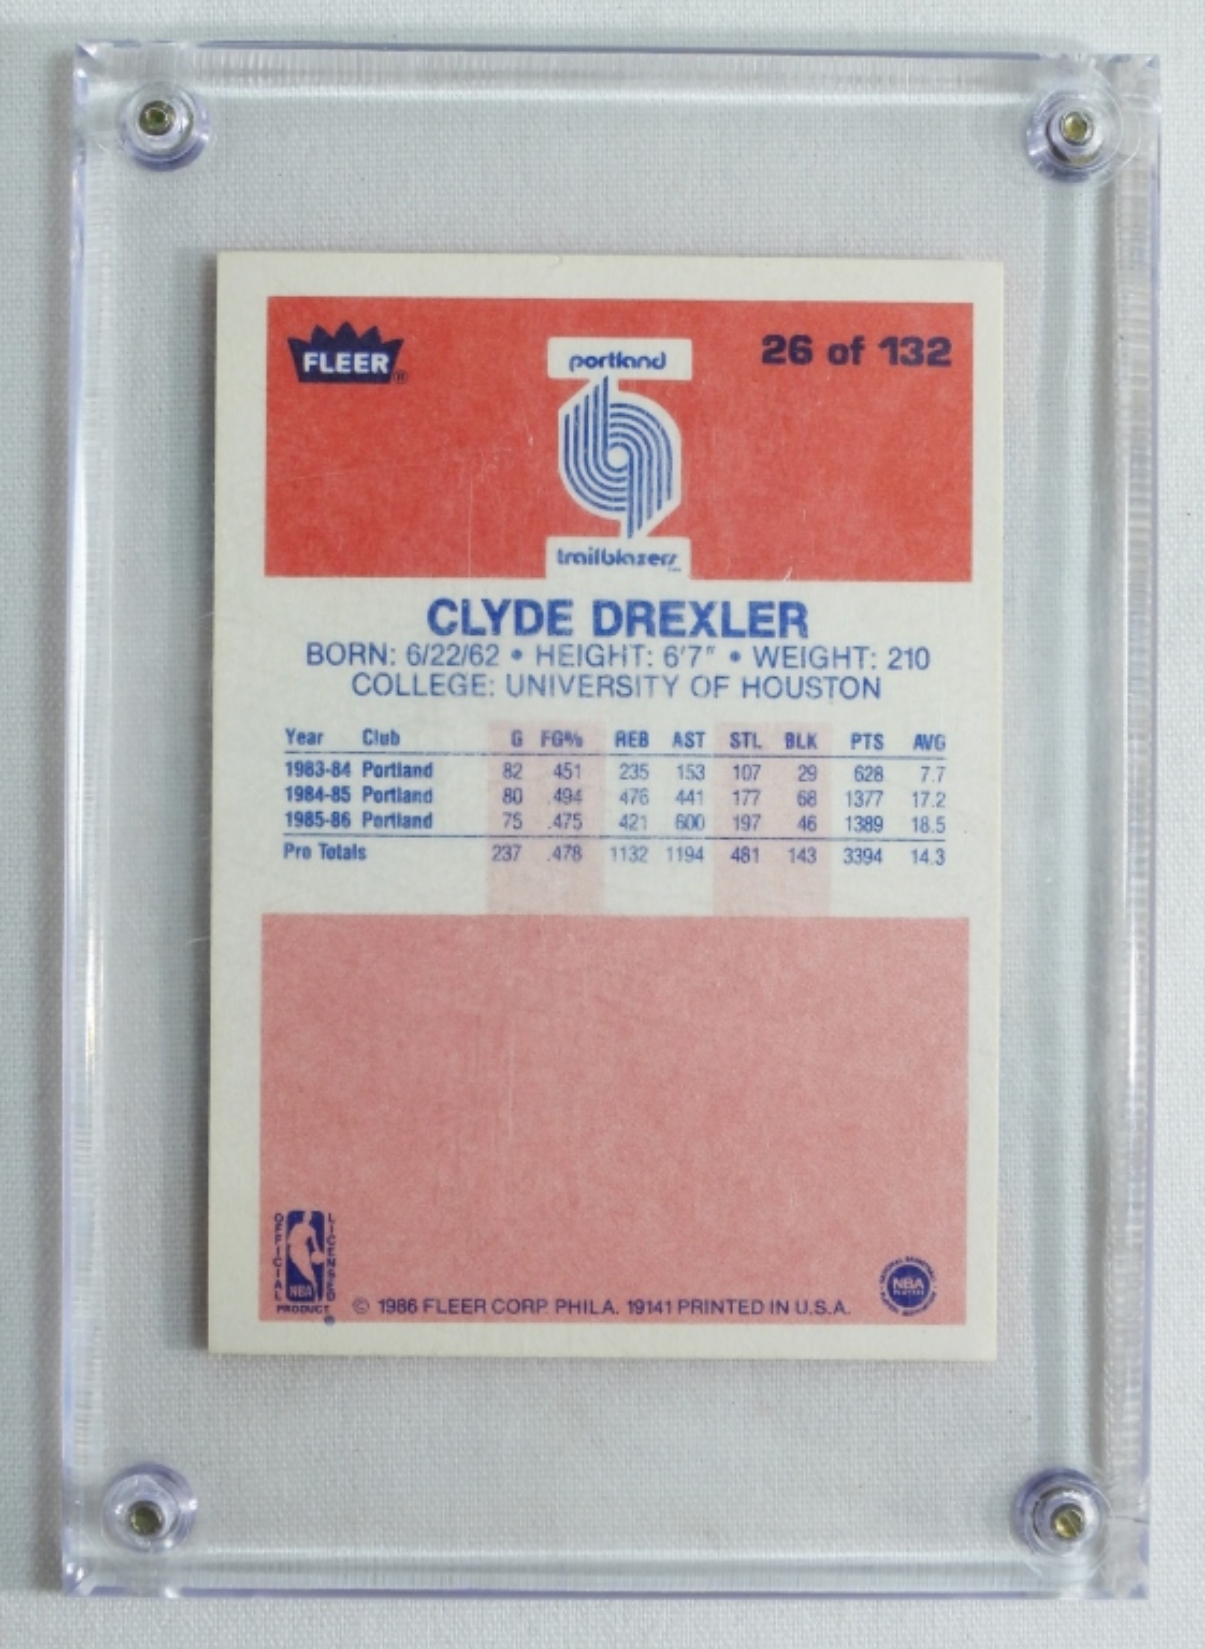 FLEER®
portland
26 of 132
trailblazers
CLYDE DREXLER
BORN: 6/22/62 • HEIGHT: 6'7" • WEIGHT: 210
COLLEGE: UNIVERSITY OF HOUSTON
Year Club G FG% REB AST STL BLK PTS AVG
1983-84 Portland 82 .451 235 153 107 29 628 7.7
1984-85 Portland 80 .494 476 441 177 68 1377 17.2
1985-86 Portland 75 .475 421 600 197 46 1389 18.5
Pro Totals 237 .478 1132 1194 481 143 3394 14.3
OFFICIAL
LICENSED
NBA
PRODUCT ®
© 1986 FLEER CORP. PHILA. 19141 PRINTED IN U.S.A.
NATIONAL BASKETBALL
NBA
PLAYERS